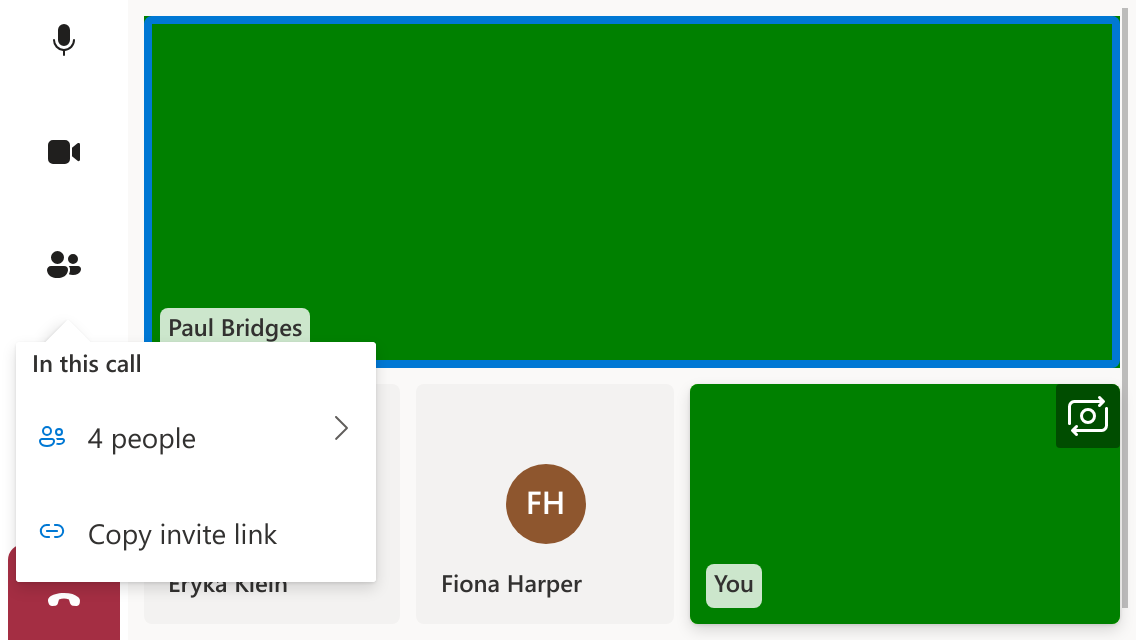 Paul Bridges
In this call
4 people
Copy invite link
Eryka Klein
FH
Fiona Harper
You